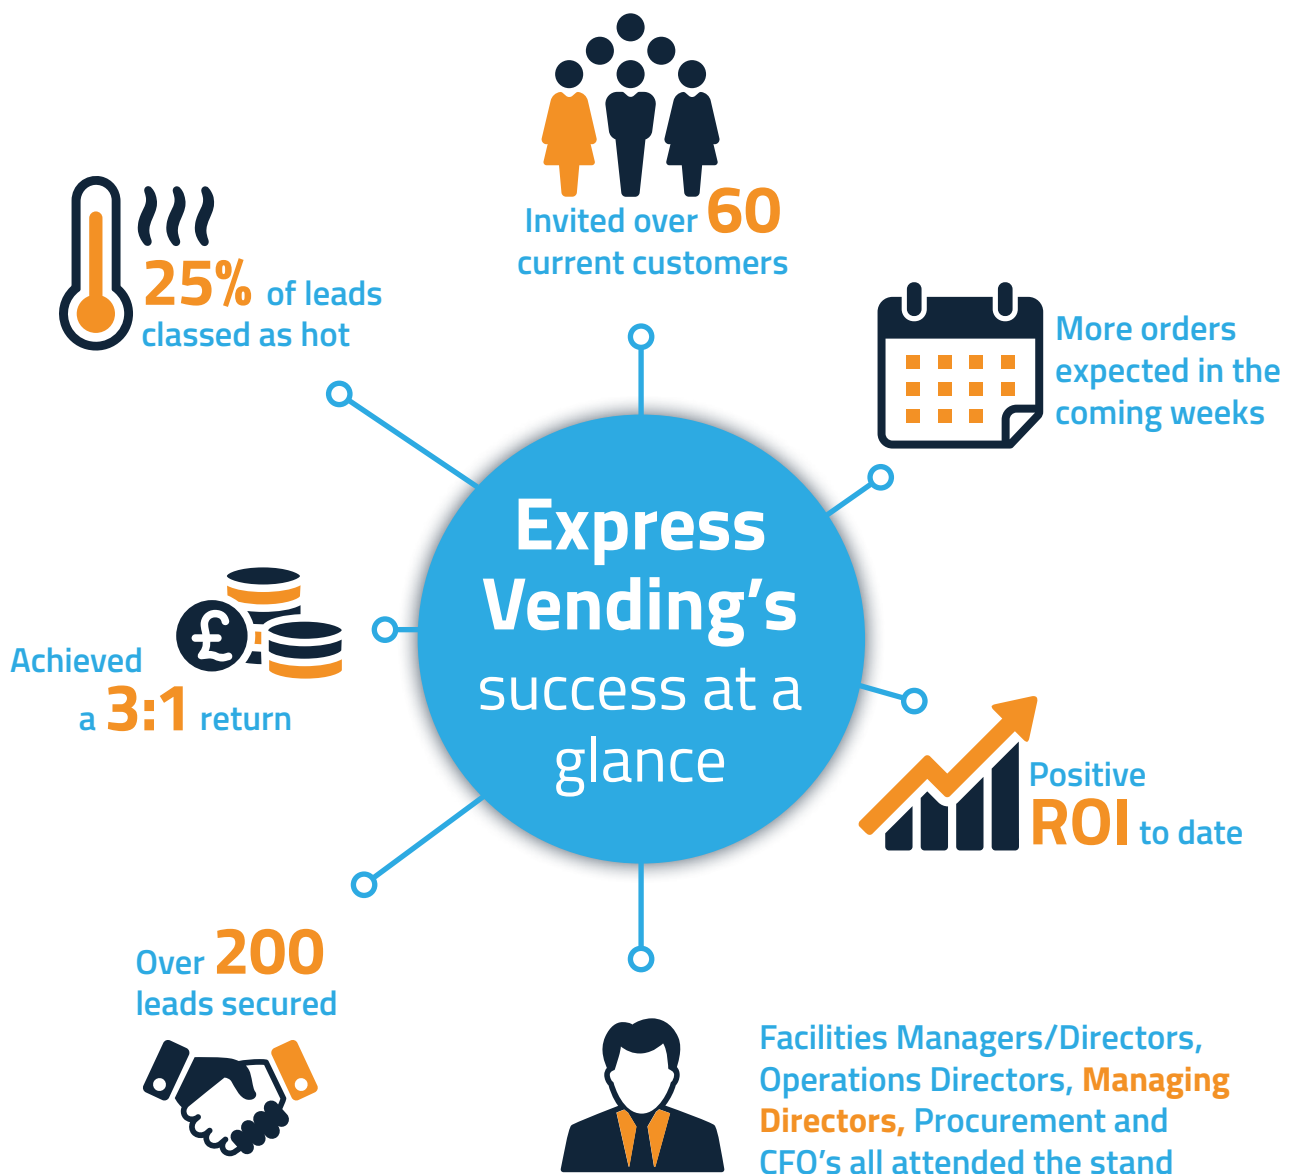 Invited over 60
current customers
25% of leads
classed as hot
More orders
expected in the
coming weeks
Express
Vending's
success at a
glance
£
Achieved
a 3:1 return
Positive
ROI to date
Over 200
leads secured
Facilities Managers/Directors,
Operations Directors, Managing
Directors, Procurement and
CFO's all attended the stand